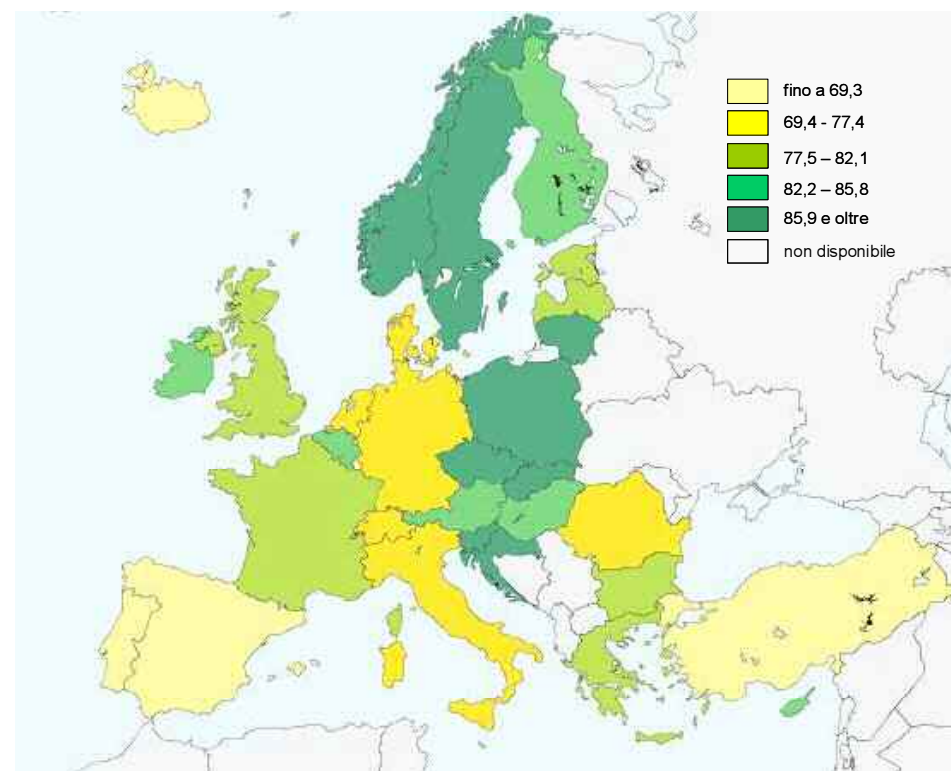 fino a 69,3
69,4 - 77,4
77,5 – 82,1
82,2 – 85,8
85,9 e oltre
non disponibile